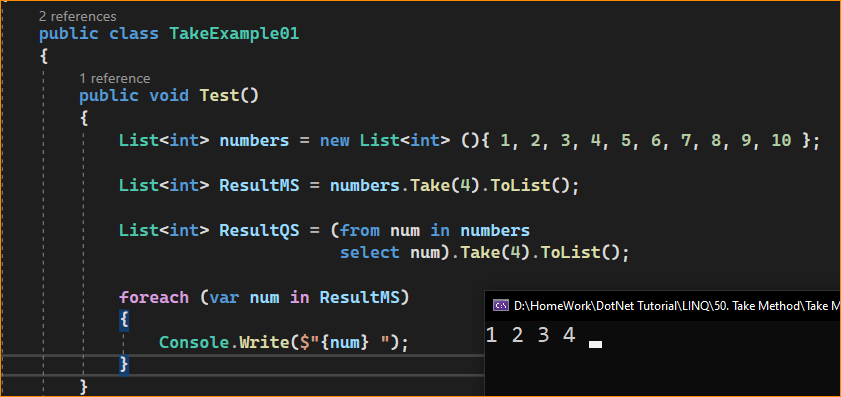 2 references
public class TakeExample01
{
1 reference
public void Test()
{
List<int> numbers = new List<int> (){ 1, 2, 3, 4, 5, 6, 7, 8, 9, 10 };
List<int> ResultMS = numbers.Take(4).ToList();
List<int> ResultQS = (from num in numbers
select num).Take(4).ToList();
foreach (var num in ResultMS)
{
Console.Write($"{num} ");
}
}
D:\HomeWork\DotNet Tutorial\LINQ\50. Take Method\Take M
1 2 3 4